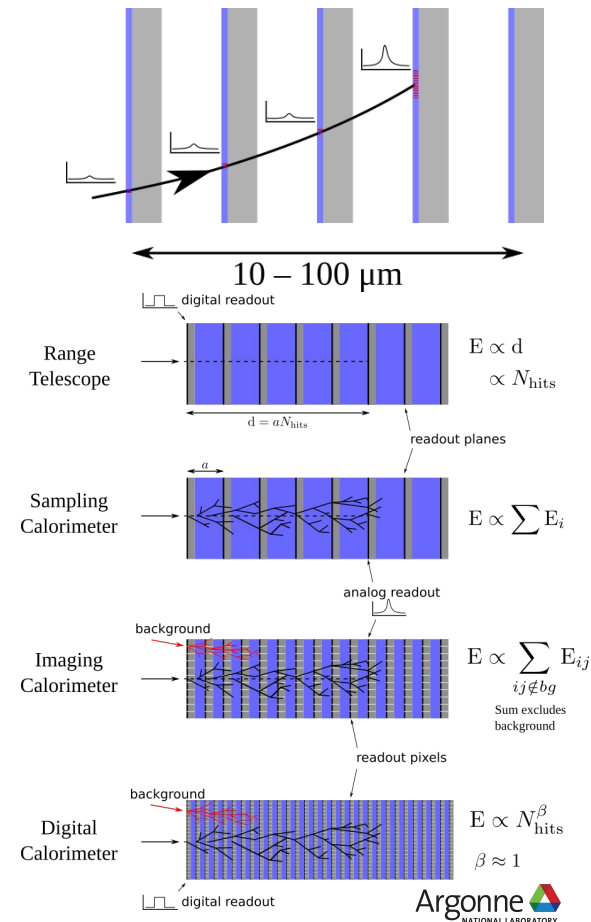 10 – 100 μm
digital readout
Range
Telescope
E ∝ d
∝ N_hits
d = aN_hits
readout planes
a
Sampling
Calorimeter
E ∝ ∑ E_i
analog readout
background
Imaging
Calorimeter
E ∝ ∑ E_ij
ij∉bg
Sum excludes
background
readout pixels
background
Digital
Calorimeter
E ∝ N_hits^β
β ≈ 1
digital readout
Argonne
NATIONAL LABORATORY